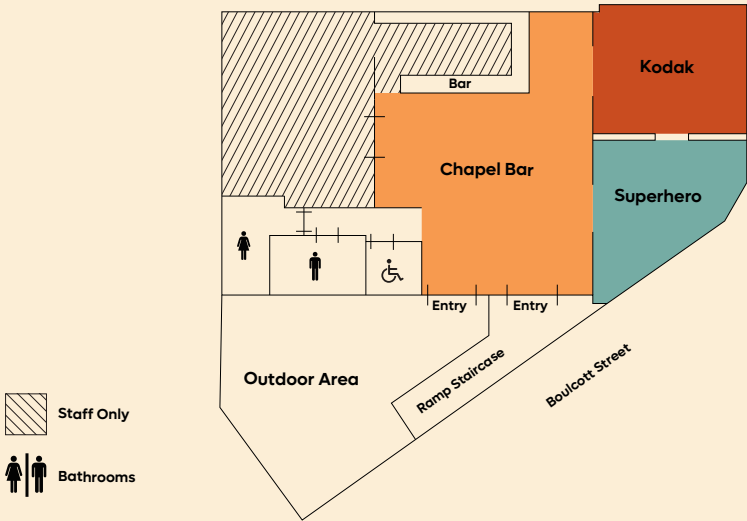 Kodak
Bar
Chapel Bar
Superhero
Entry
Entry
Outdoor Area
Ramp Staircase
Boulcott Street
Staff Only
Bathrooms